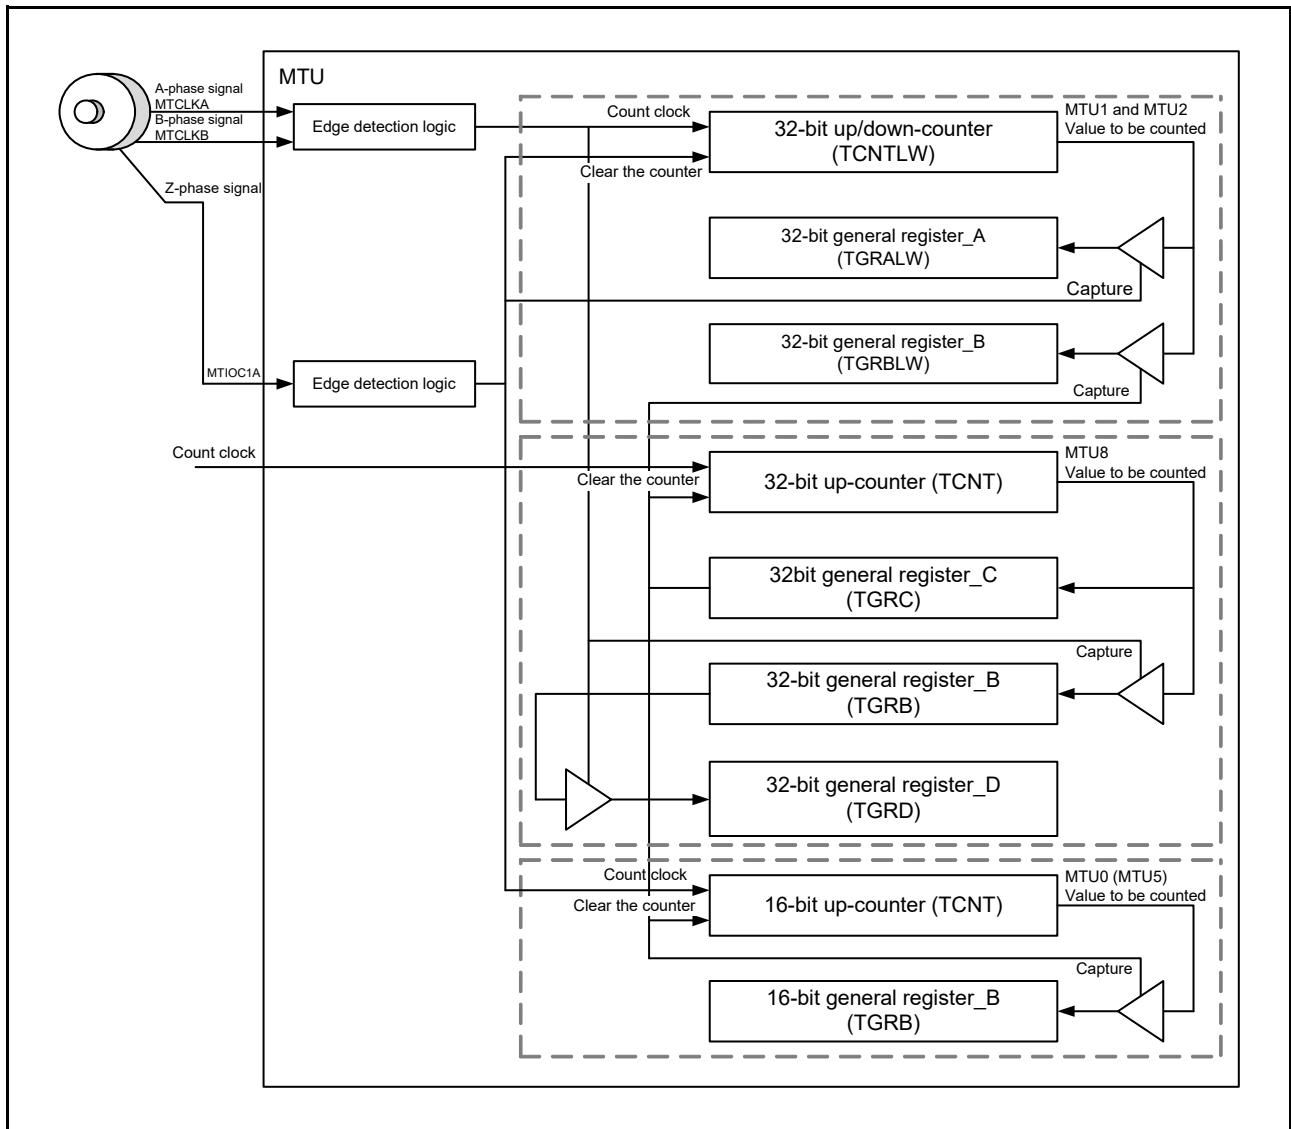 MTU
A-phase signal
MTCLKA
B-phase signal
MTCLKB
Z-phase signal
Edge detection logic
Count clock
Clear the counter
32-bit up/down-counter
(TCNTLW)
MTU1 and MTU2
Value to be counted
32-bit general register_A
(TGRALW)
Capture
32-bit general register_B
(TGRBLW)
Capture
MTIOC1A
Edge detection logic
Count clock
Clear the counter
32-bit up-counter (TCNT)
MTU8
Value to be counted
32bit general register_C
(TGRC)
Capture
32-bit general register_B
(TGRB)
32-bit general register_D
(TGRD)
Count clock
Clear the counter
16-bit up-counter (TCNT)
MTU0 (MTU5)
Value to be counted
Capture
16-bit general register_B
(TGRB)